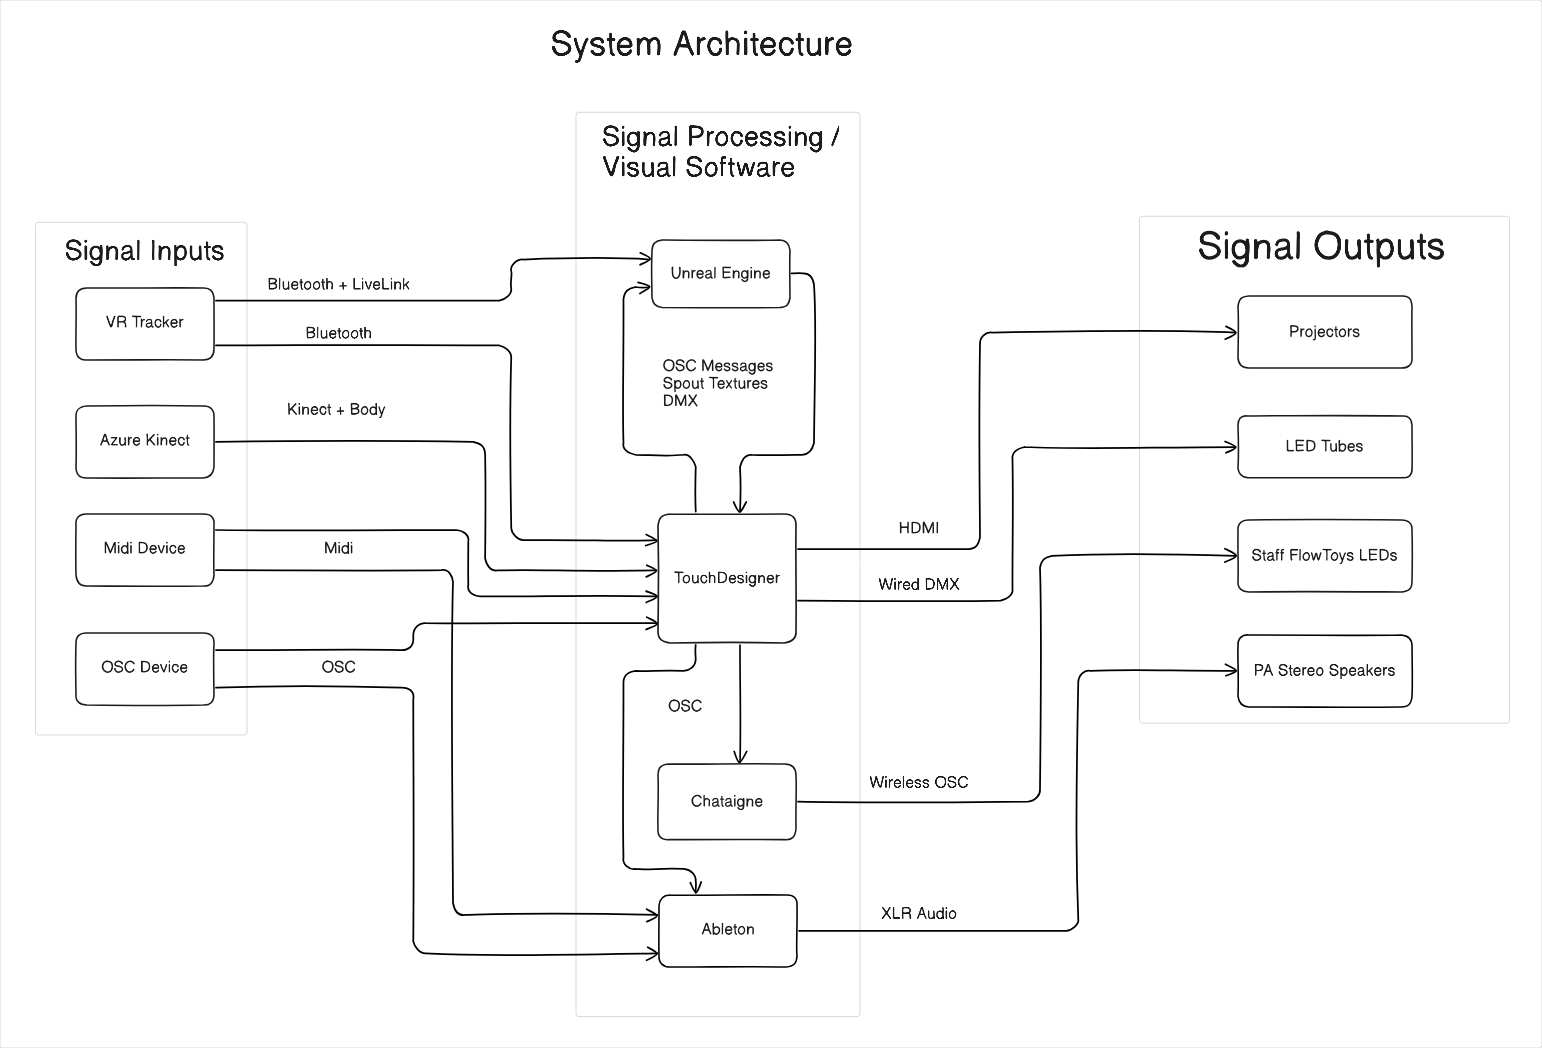 System Architecture
Signal Inputs
VR Tracker
Azure Kinect
Midi Device
OSC Device
Bluetooth + LiveLink
Bluetooth
Kinect + Body
Midi
OSC
Signal Processing /
Visual Software
Unreal Engine
OSC Messages
Spout Textures
DMX
TouchDesigner
OSC
Chataigne
Ableton
HDMI
Wired DMX
Wireless OSC
XLR Audio
Signal Outputs
Projectors
LED Tubes
Staff FlowToys LEDs
PA Stereo Speakers